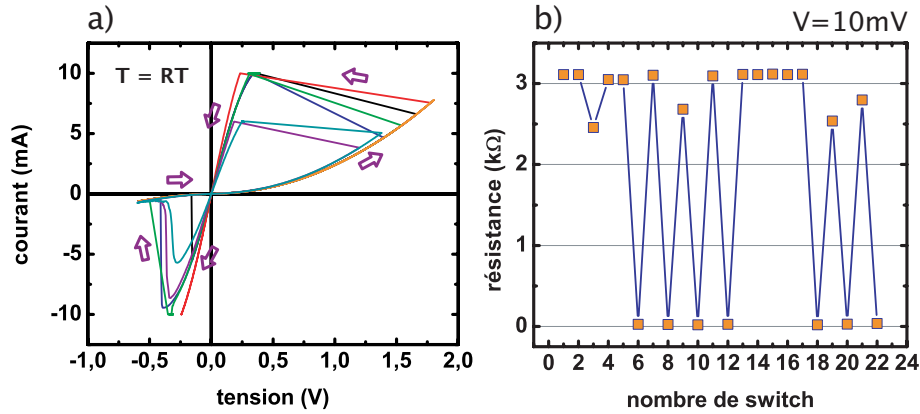 a)
T = RT
courant (mA)
10
5
0
-5
-10
-1,0 -0,5 0,0 0,5 1,0 1,5 2,0
tension (V)
b)
V=10mV
résistance (kΩ)
3
2
1
0
0 2 4 6 8 10 12 14 16 18 20 22 24
nombre de switch